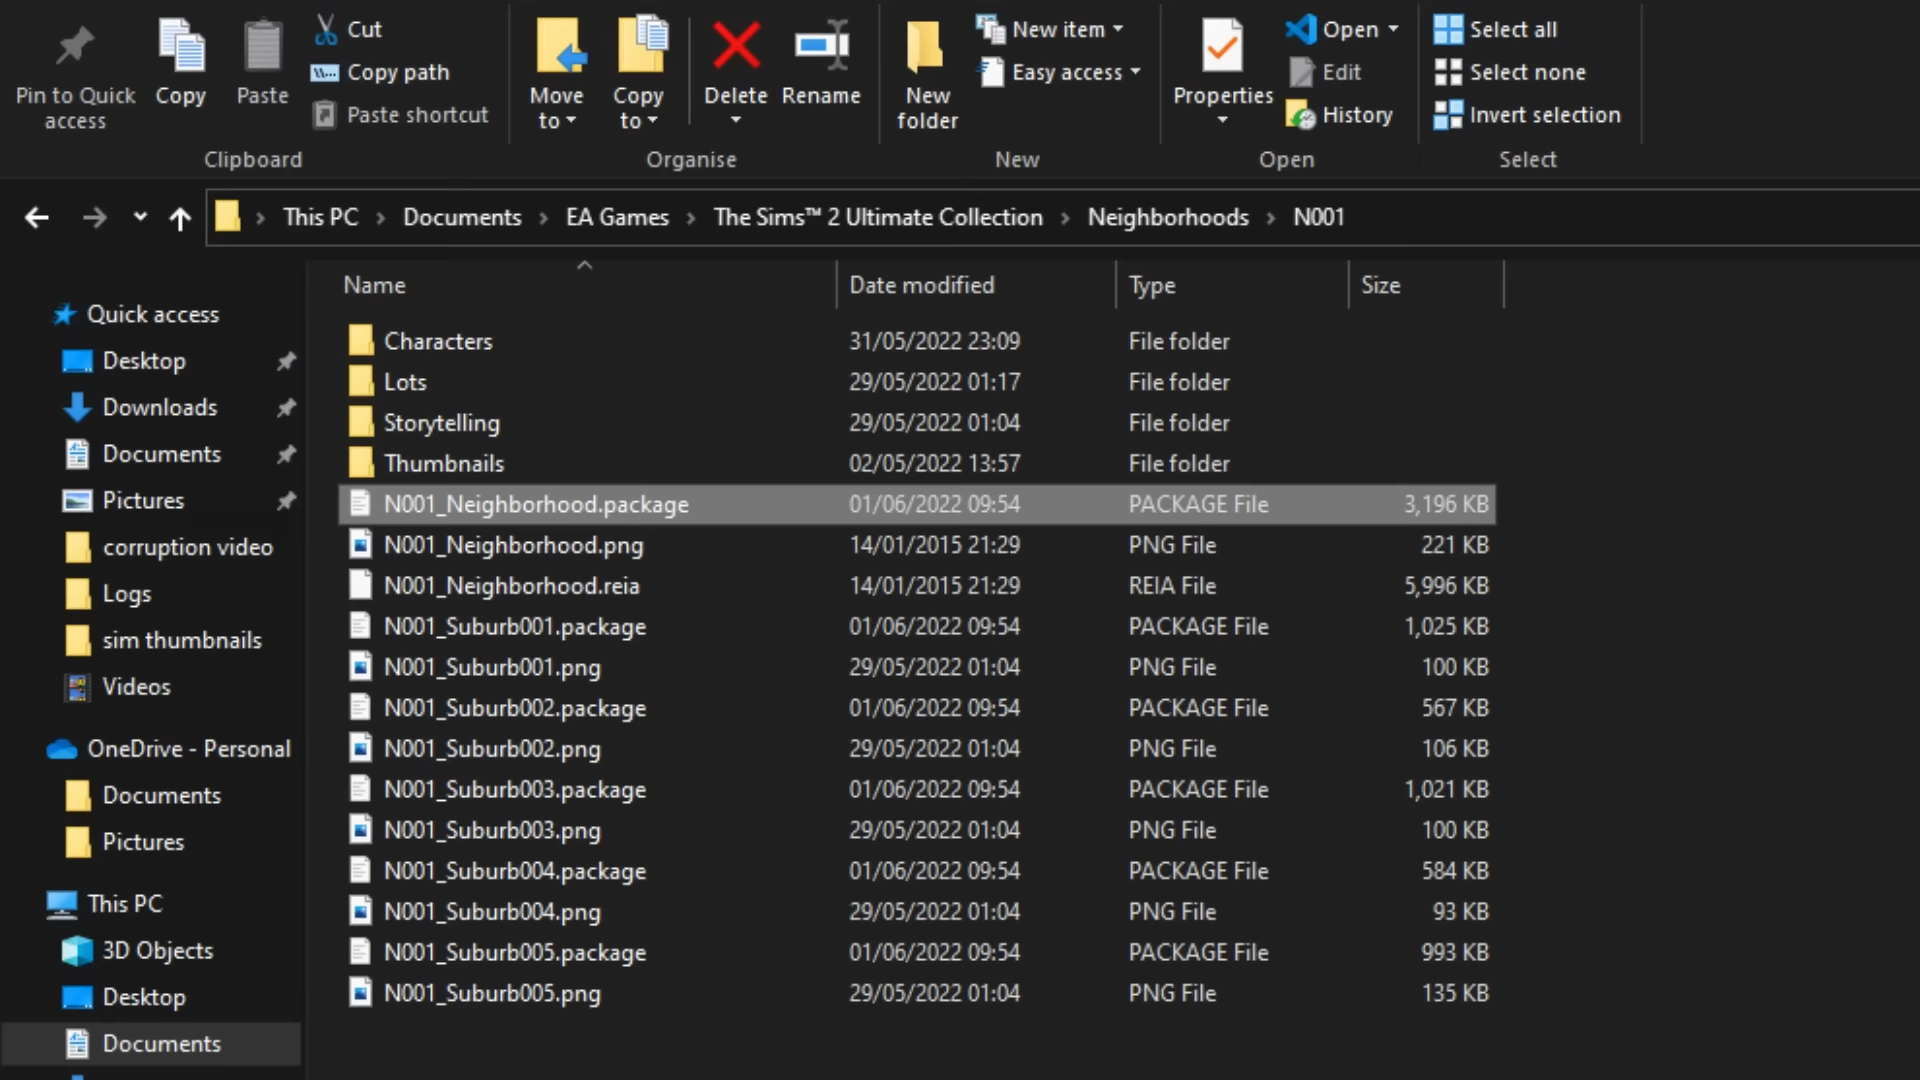 Pin to Quick access
Copy
Paste
Cut
Copy path
Paste shortcut
Clipboard
Move to
Copy to
Delete
Rename
Organise
New folder
New item
Easy access
New
Properties
Open
Edit
History
Open
Select all
Select none
Invert selection
Select
This PC > Documents > EA Games > The Sims™ 2 Ultimate Collection > Neighborhoods > N001
Quick access
Desktop
Downloads
Documents
Pictures
corruption video
Logs
sim thumbnails
Videos
OneDrive - Personal
Documents
Pictures
This PC
3D Objects
Desktop
Documents
Name Date modified Type Size
Characters 31/05/2022 23:09 File folder
Lots 29/05/2022 01:17 File folder
Storytelling 29/05/2022 01:04 File folder
Thumbnails 02/05/2022 13:57 File folder
N001_Neighborhood.package 01/06/2022 09:54 PACKAGE File 3,196 KB
N001_Neighborhood.png 14/01/2015 21:29 PNG File 221 KB
N001_Neighborhood.reia 14/01/2015 21:29 REIA File 5,996 KB
N001_Suburb001.package 01/06/2022 09:54 PACKAGE File 1,025 KB
N001_Suburb001.png 29/05/2022 01:04 PNG File 100 KB
N001_Suburb002.package 01/06/2022 09:54 PACKAGE File 567 KB
N001_Suburb002.png 29/05/2022 01:04 PNG File 106 KB
N001_Suburb003.package 01/06/2022 09:54 PACKAGE File 1,021 KB
N001_Suburb003.png 29/05/2022 01:04 PNG File 100 KB
N001_Suburb004.package 01/06/2022 09:54 PACKAGE File 584 KB
N001_Suburb004.png 29/05/2022 01:04 PNG File 93 KB
N001_Suburb005.package 01/06/2022 09:54 PACKAGE File 993 KB
N001_Suburb005.png 29/05/2022 01:04 PNG File 135 KB